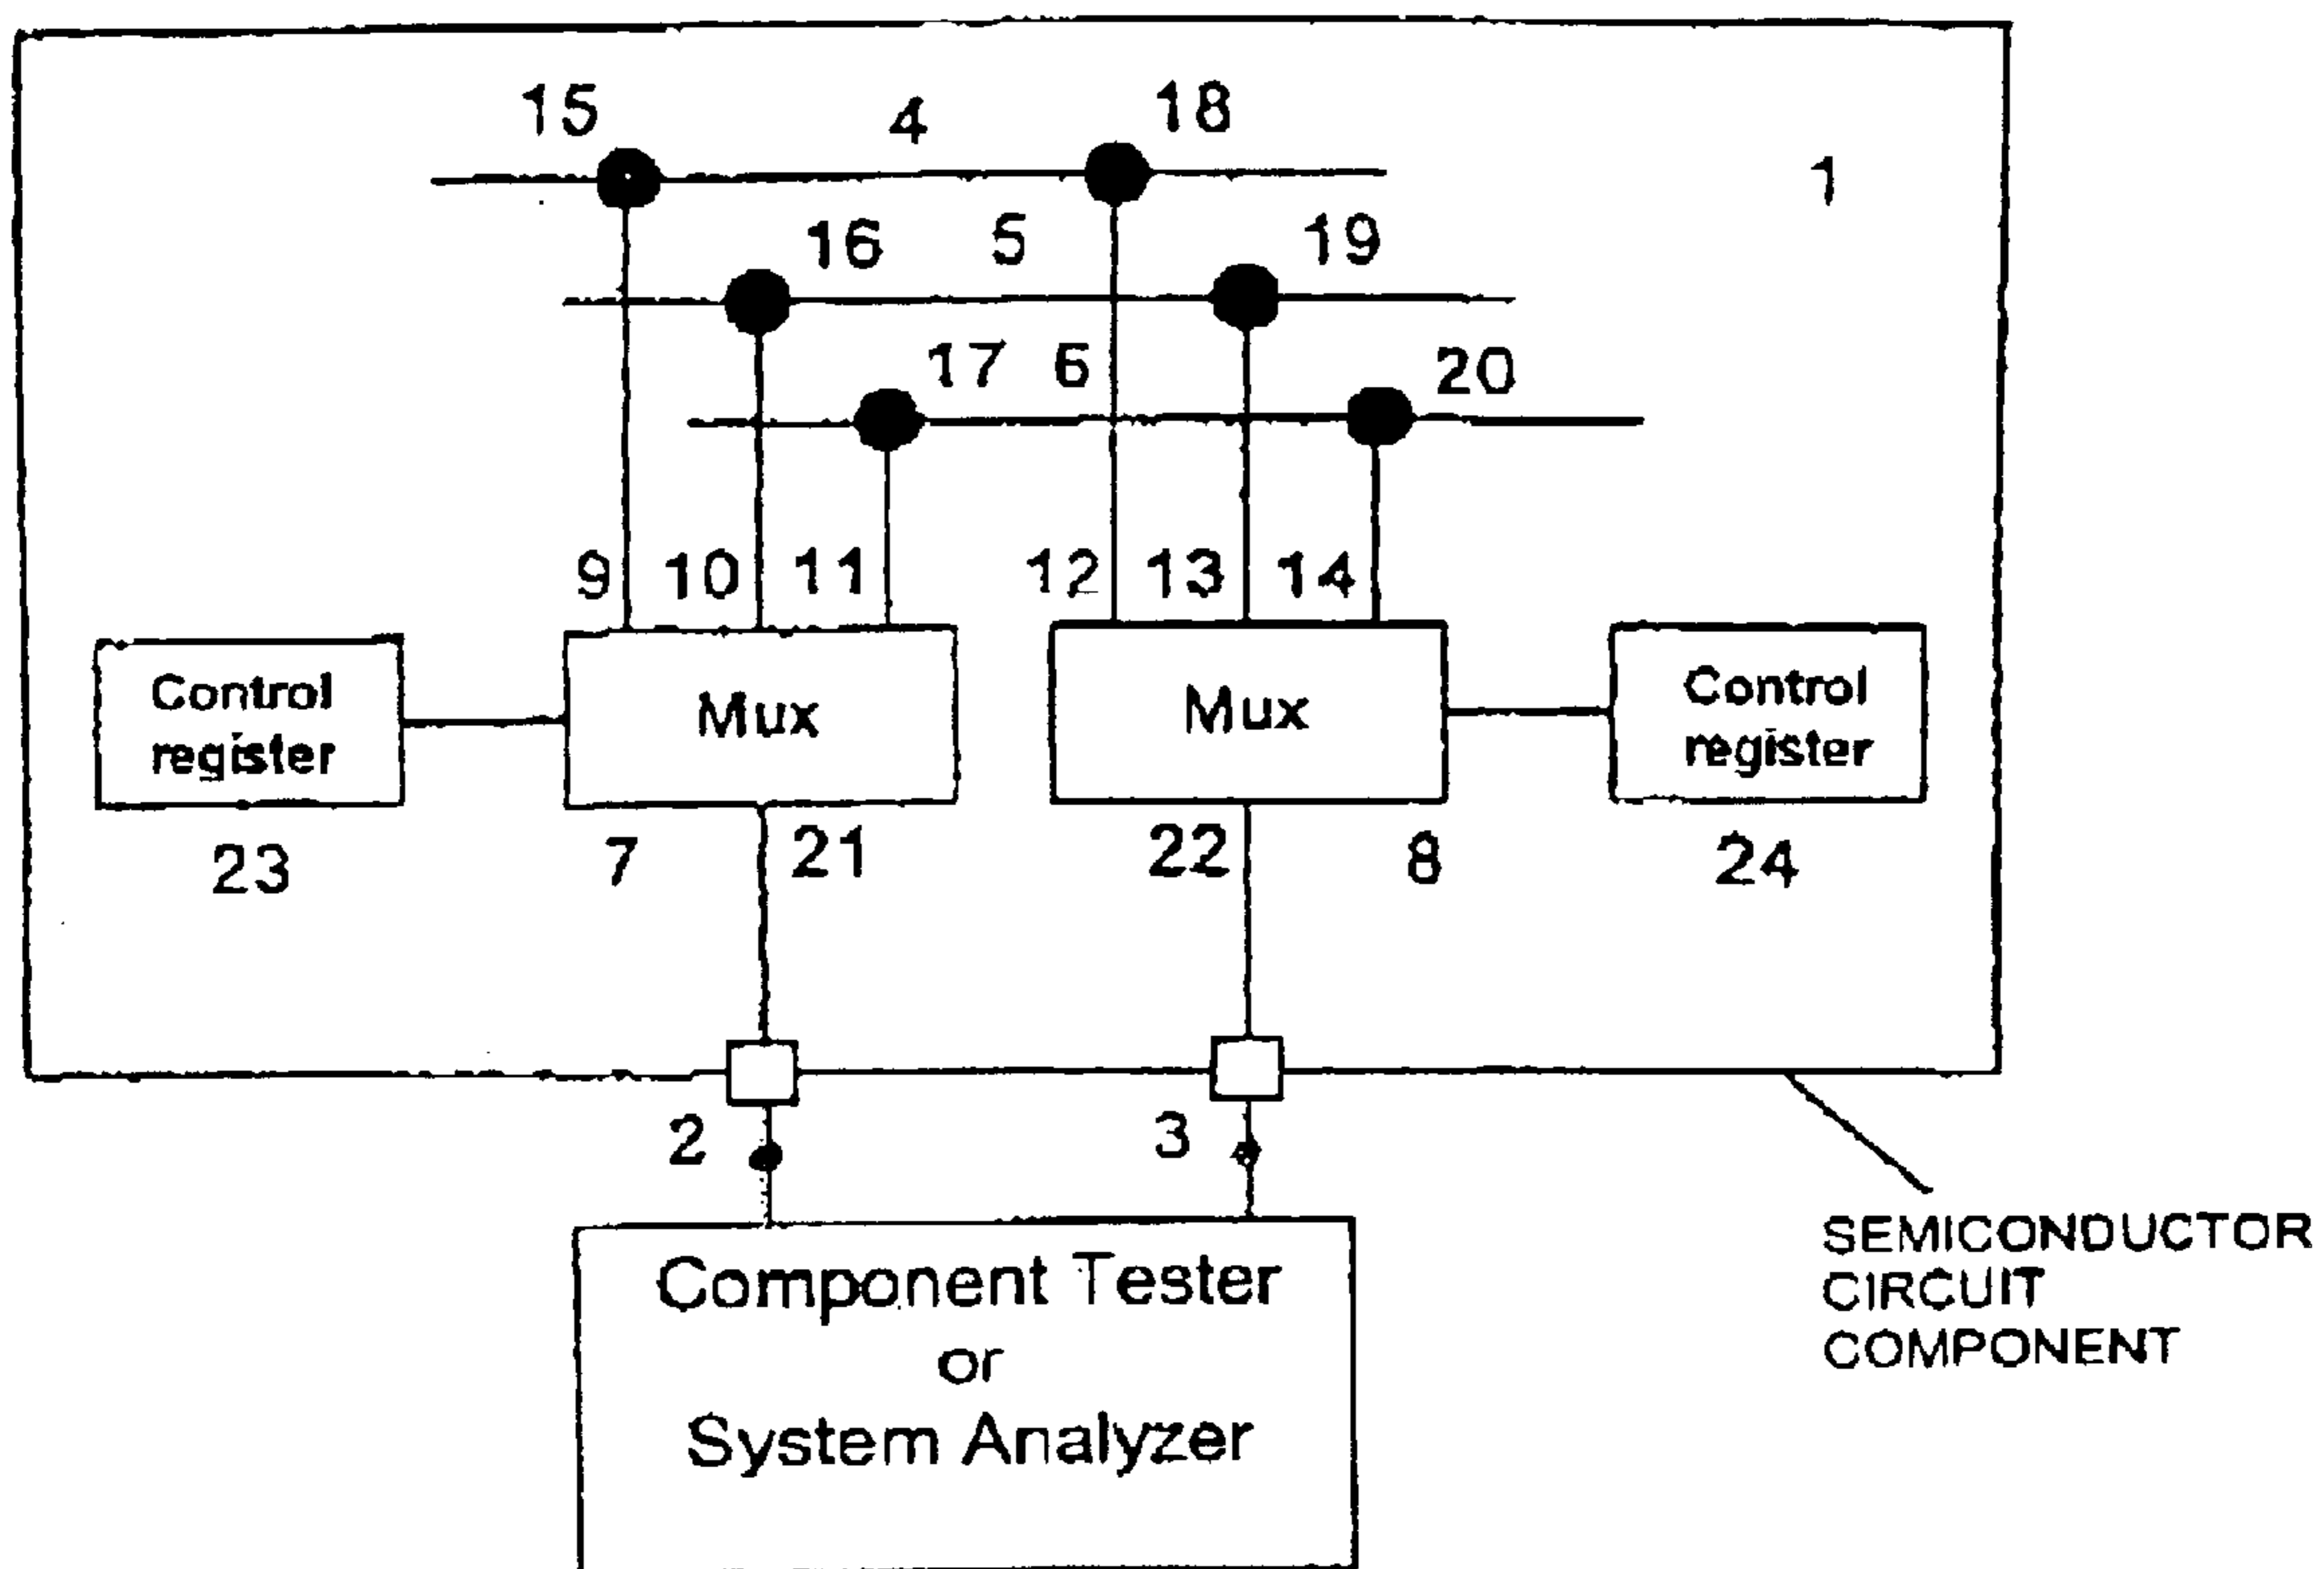 15 4 18
1
16 5 19
17 6 20
9 10 11 12 13 14
Control
register
Mux
Mux
Control
register
23 7 21 22 8 24
2 3
Component Tester
or
System Analyzer
SEMICONDUCTOR
CIRCUIT
COMPONENT